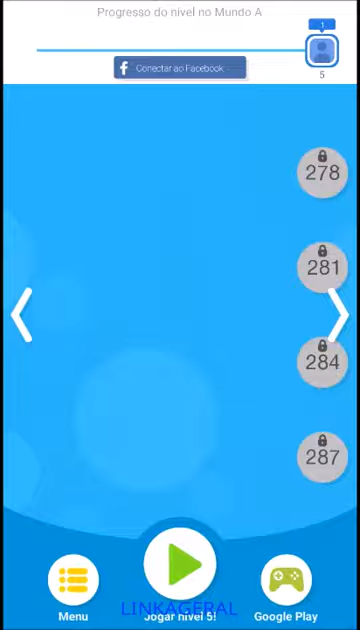 Progresso do nível no Mundo A
1
f Conectar ao Facebook
5
278
281
284
287
LINKAGERAL
Menu
Jogar nível 5!
Google Play